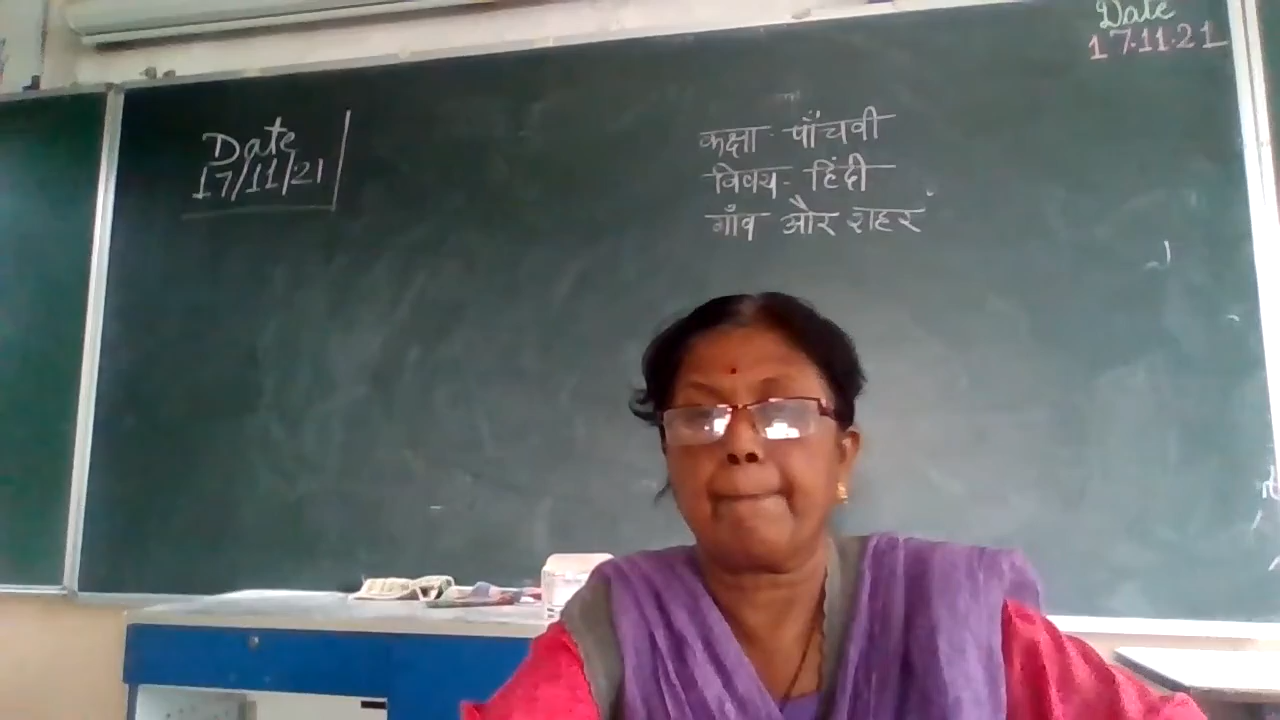 Date
17/11/21
कक्षा - पाँचवी
विषय - हिंदी
गाँव और शहर
Date
17.11.21